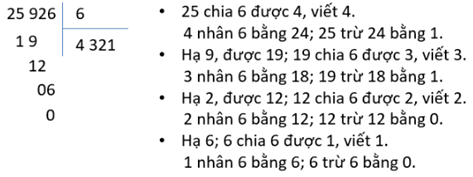 25 926 6
1 9 4 321
12
06
0
• 25 chia 6 được 4, viết 4.
4 nhân 6 bằng 24; 25 trừ 24 bằng 1.
• Hạ 9, được 19; 19 chia 6 được 3, viết 3.
3 nhân 6 bằng 18; 19 trừ 18 bằng 1.
• Hạ 2, được 12; 12 chia 6 được 2, viết 2.
2 nhân 6 bằng 12; 12 trừ 12 bằng 0.
• Hạ 6; 6 chia 6 được 1, viết 1.
1 nhân 6 bằng 6; 6 trừ 6 bằng 0.